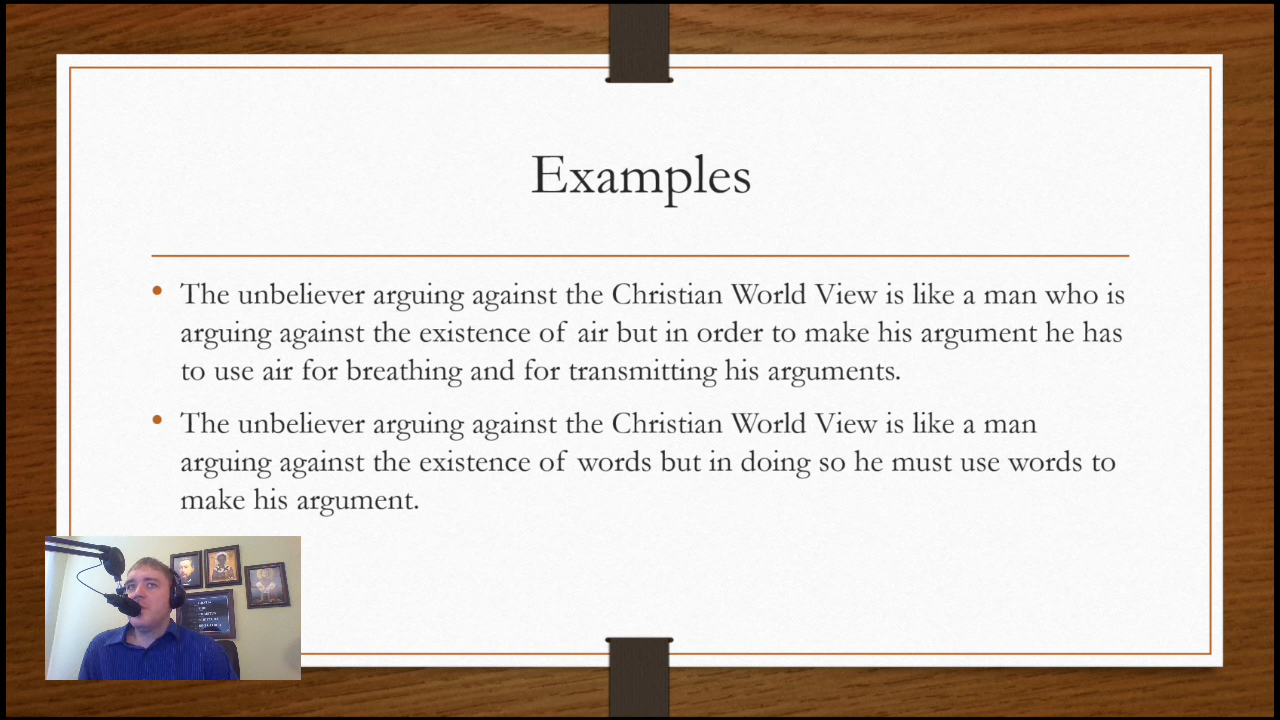 Examples
• The unbeliever arguing against the Christian World View is like a man who is
arguing against the existence of air but in order to make his argument he has
to use air for breathing and for transmitting his arguments.
• The unbeliever arguing against the Christian World View is like a man
arguing against the existence of words but in doing so he must use words to
make his argument.